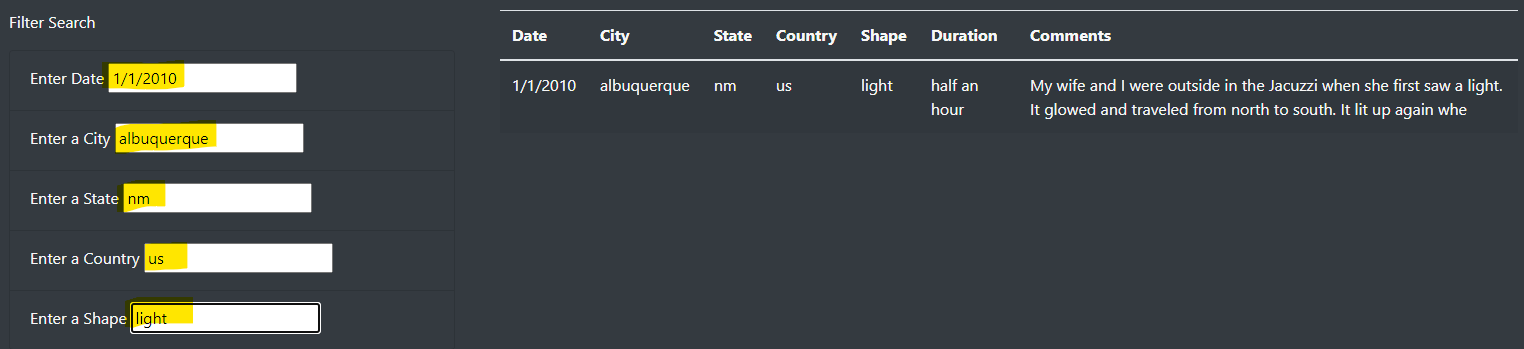 Filter Search
Enter Date 1/1/2010
Enter a City albuquerque
Enter a State nm
Enter a Country us
Enter a Shape light
Date City State Country Shape Duration Comments
1/1/2010 albuquerque nm us light half an My wife and I were outside in the Jacuzzi when she first saw a light.
hour It glowed and traveled from north to south. It lit up again whe